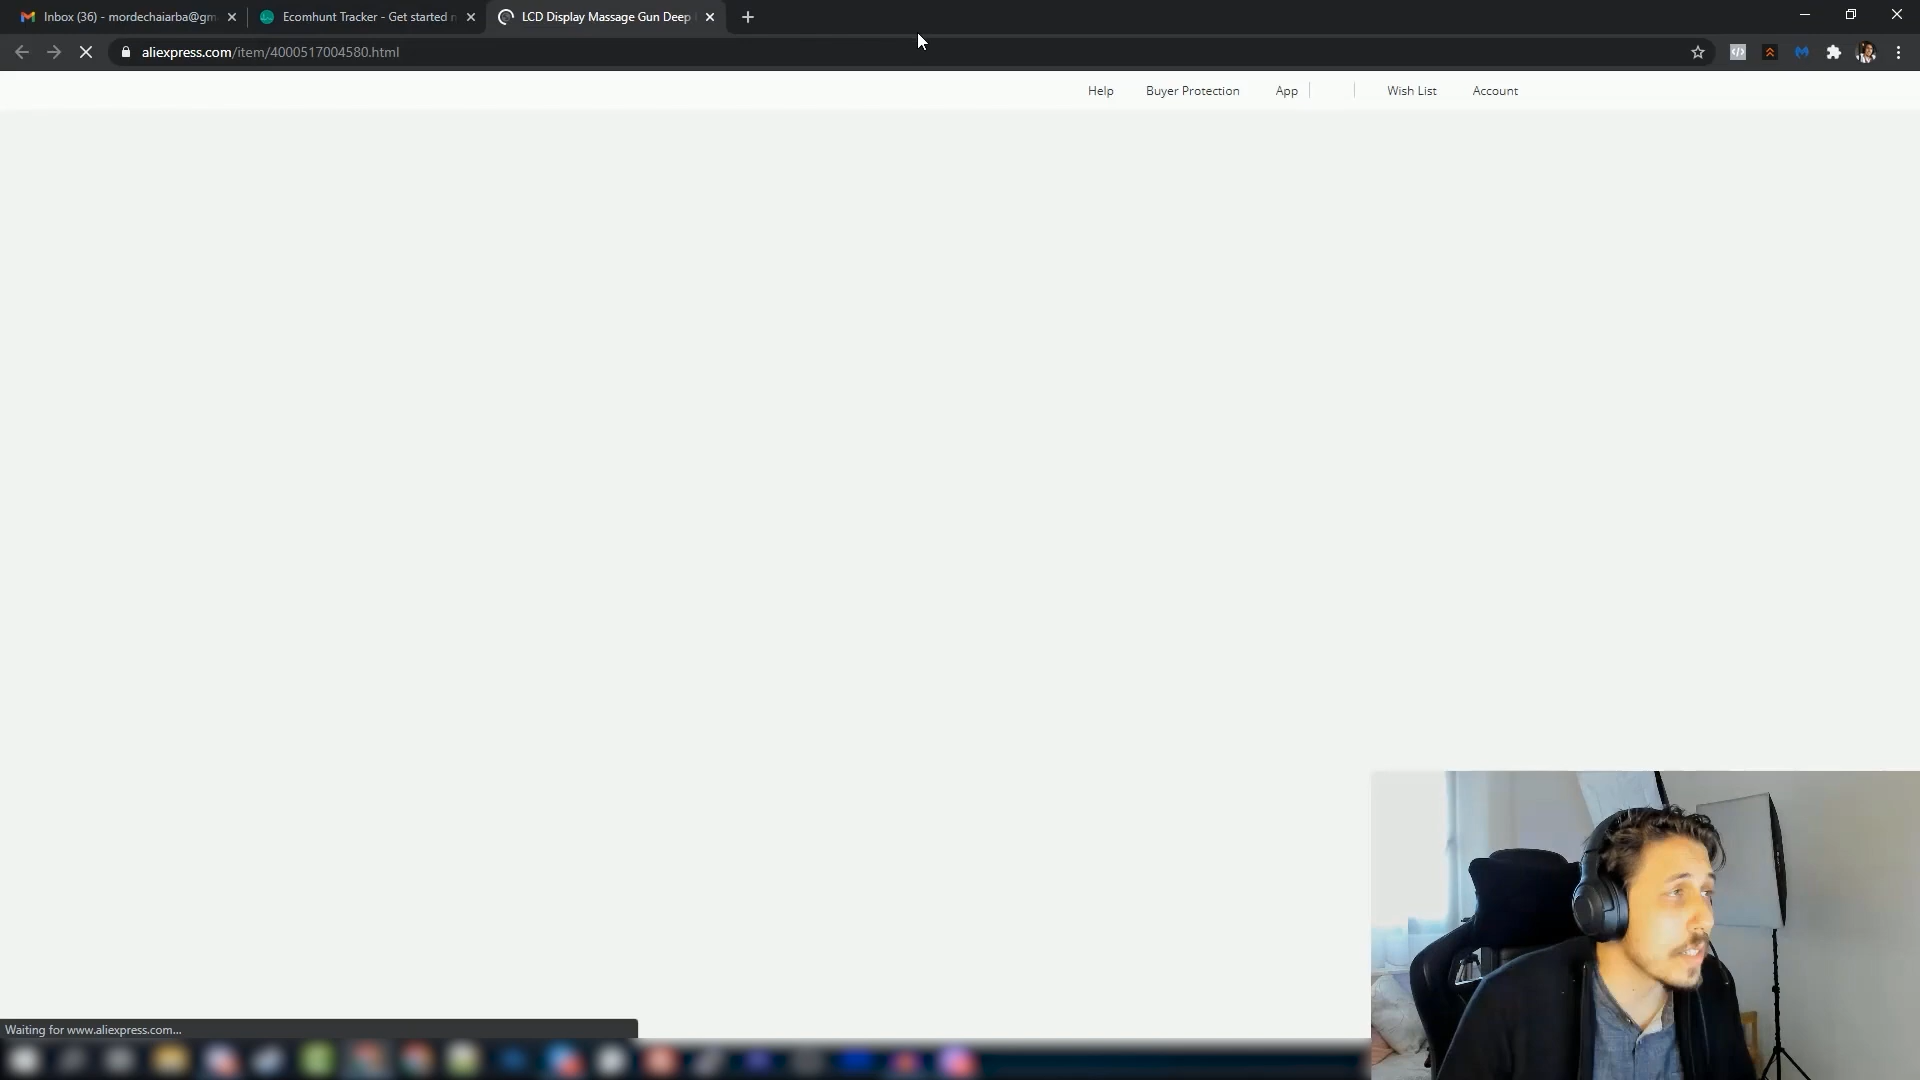 Inbox (36) - mordechaiarba@gm
Ecomhunt Tracker - Get started n
LCD Display Massage Gun Deep
aliexpress.com/item/4000517004580.html
Help
Buyer Protection
App
Wish List
Account
Waiting for www.aliexpress.com...